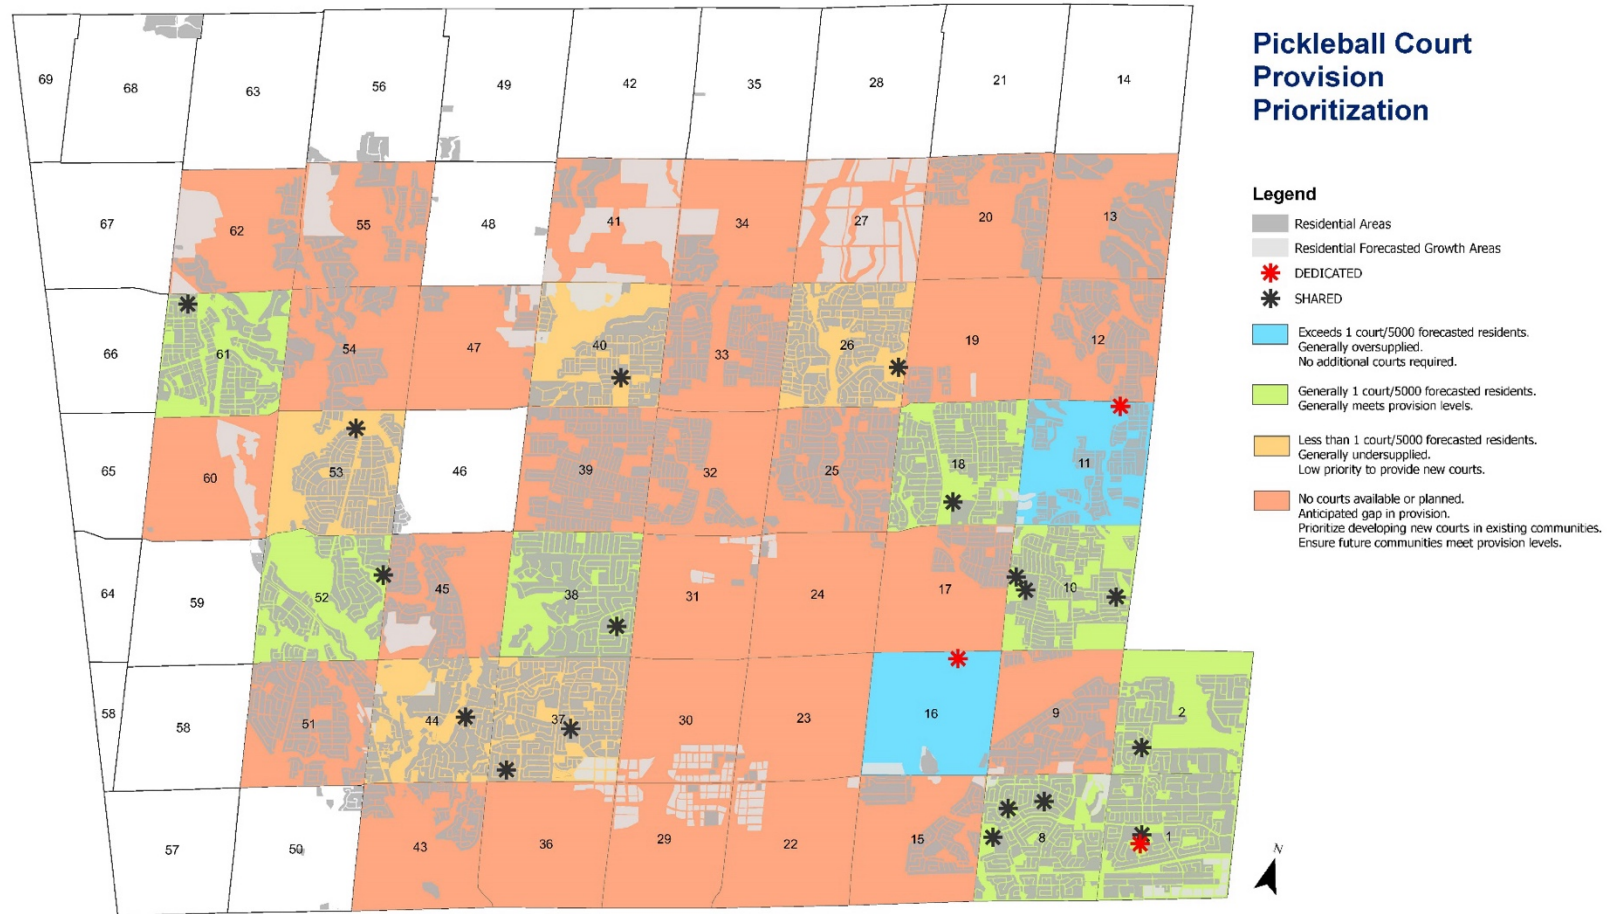 Pickleball Court
Provision
Prioritization
Legend
Residential Areas
Residential Forecasted Growth Areas
DEDICATED
SHARED
Exceeds 1 court/5000 forecasted residents.
Generally oversupplied.
No additional courts required.
Generally 1 court/5000 forecasted residents.
Generally meets provision levels.
Less than 1 court/5000 forecasted residents.
Generally undersupplied.
Low priority to provide new courts.
No courts available or planned.
Anticipated gap in provision.
Prioritize developing new courts in existing communities.
Ensure future communities meet provision levels.
69 68 63 56 49 42 35 28 21 14
67 62 55 48 41 34 27 20 13
66 61 54 47 40 33 26 19 12
65 60 53 46 39 32 25 18 11
64 59 52 45 38 31 24 17 10
58 58 51 44 37 30 23 16 9 2
57 50 43 36 29 22 15 8 1
N